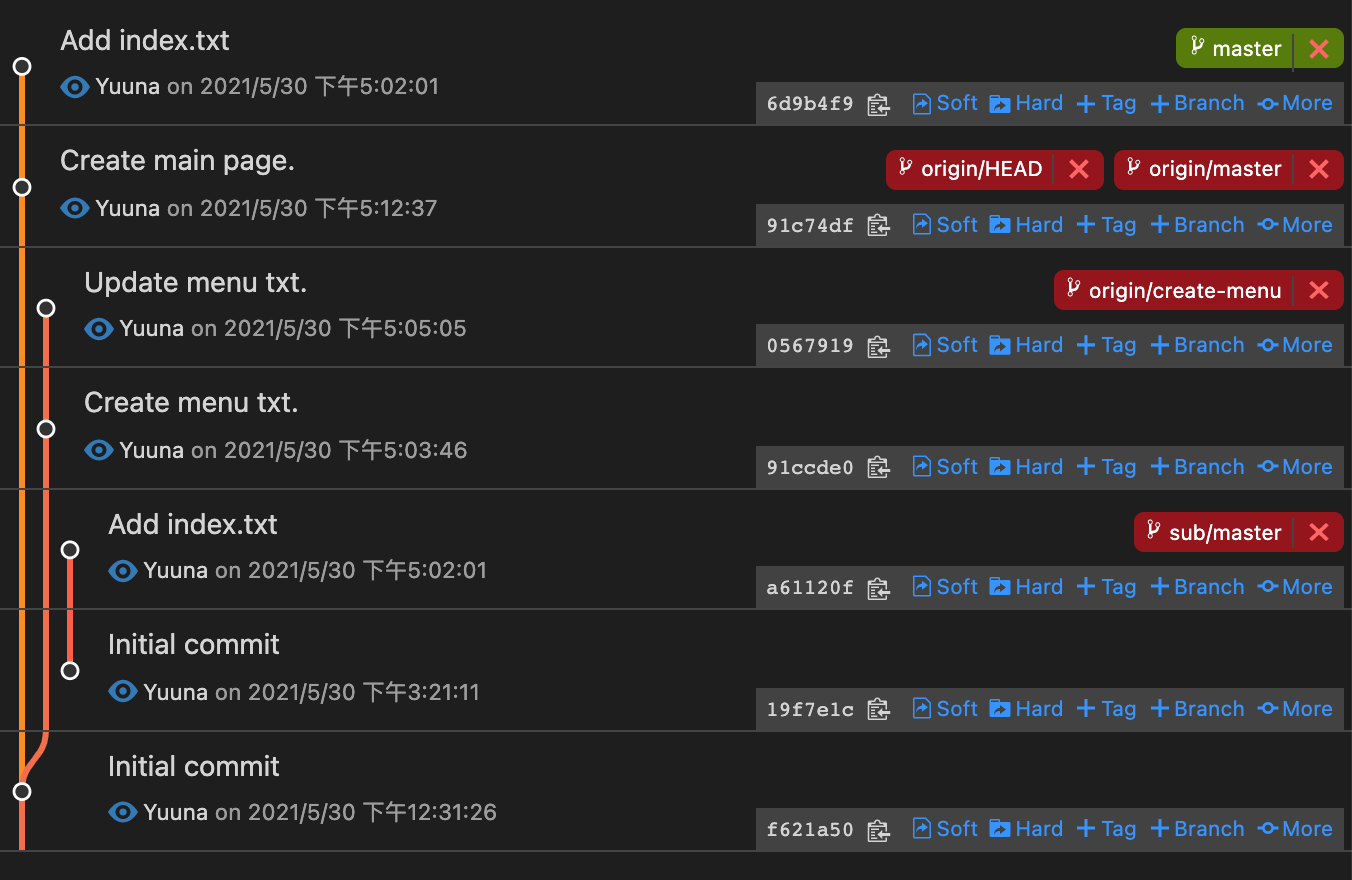 Add index.txt
master
Yuuna on 2021/5/30 下午5:02:01
6d9b4f9 Soft Hard Tag Branch More
Create main page.
origin/HEAD origin/master
Yuuna on 2021/5/30 下午5:12:37
91c74df Soft Hard Tag Branch More
Update menu txt.
origin/create-menu
Yuuna on 2021/5/30 下午5:05:05
0567919 Soft Hard Tag Branch More
Create menu txt.
Yuuna on 2021/5/30 下午5:03:46
91ccde0 Soft Hard Tag Branch More
Add index.txt
sub/master
Yuuna on 2021/5/30 下午5:02:01
a61120f Soft Hard Tag Branch More
Initial commit
Yuuna on 2021/5/30 下午3:21:11
19f7e1c Soft Hard Tag Branch More
Initial commit
Yuuna on 2021/5/30 下午12:31:26
f621a50 Soft Hard Tag Branch More